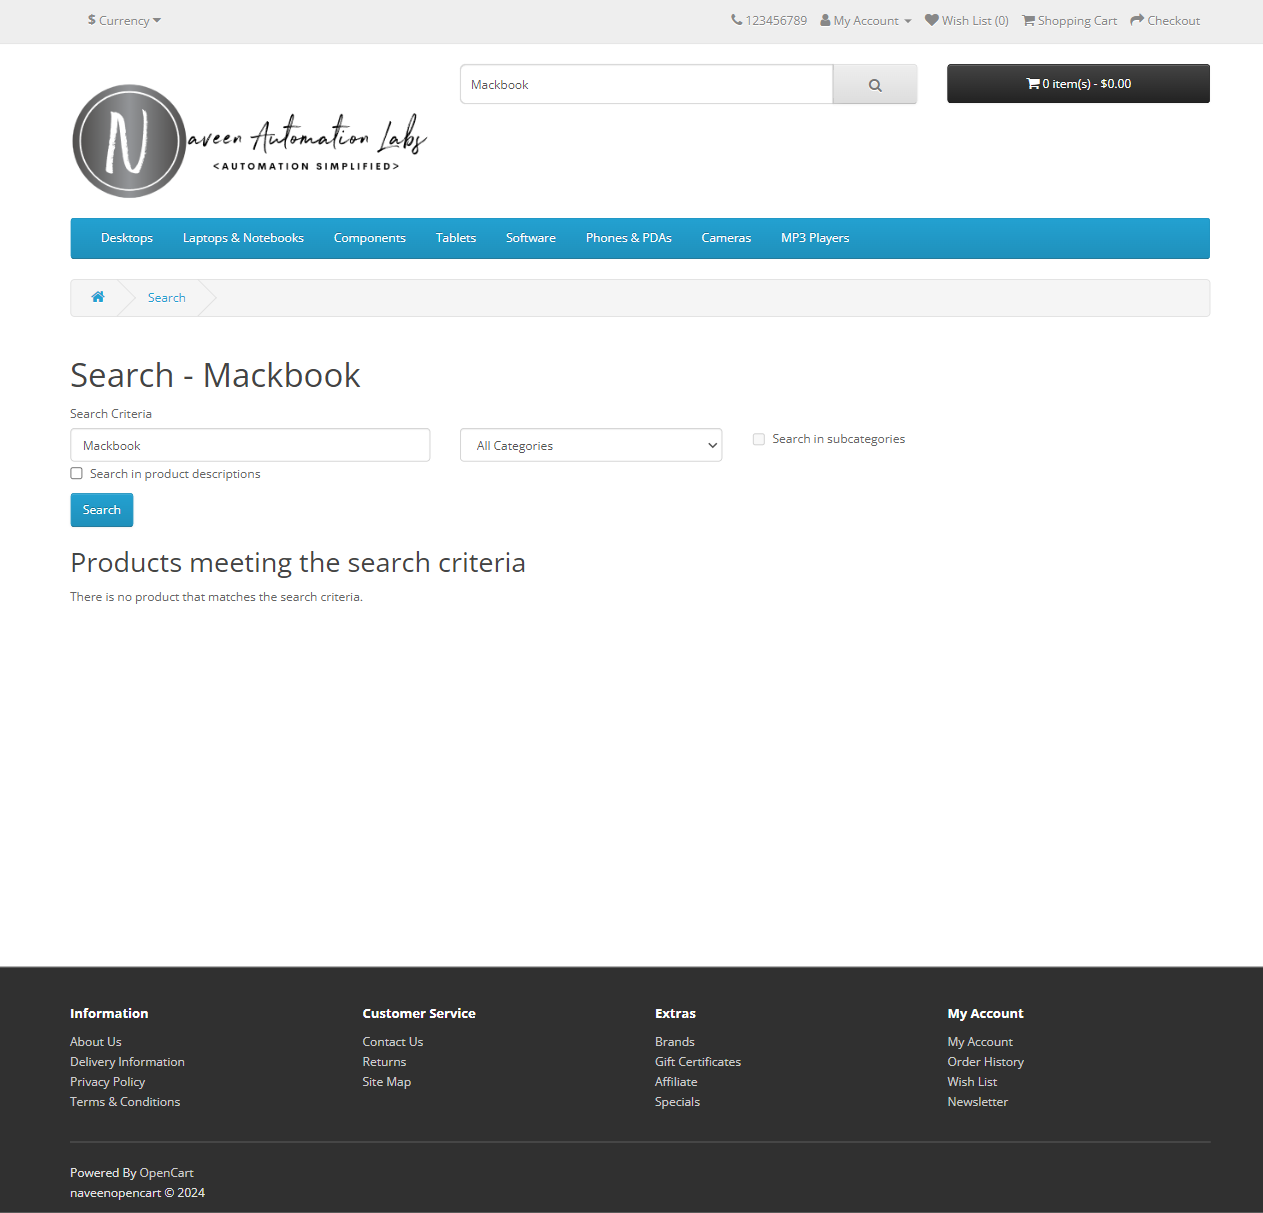 $ Currency
123456789 My Account Wish List (0) Shopping Cart Checkout
Mackbook
0 item(s) - $0.00
N
aveen Automation Labs
<AUTOMATION SIMPLIFIED>
Desktops Laptops & Notebooks Components Tablets Software Phones & PDAs Cameras MP3 Players
Search
Search - Mackbook
Search Criteria
Mackbook All Categories Search in subcategories
Search in product descriptions
Search
Products meeting the search criteria
There is no product that matches the search criteria.
Information
About Us
Delivery Information
Privacy Policy
Terms & Conditions
Customer Service
Contact Us
Returns
Site Map
Extras
Brands
Gift Certificates
Affiliate
Specials
My Account
My Account
Order History
Wish List
Newsletter
Powered By OpenCart
naveenopencart © 2024